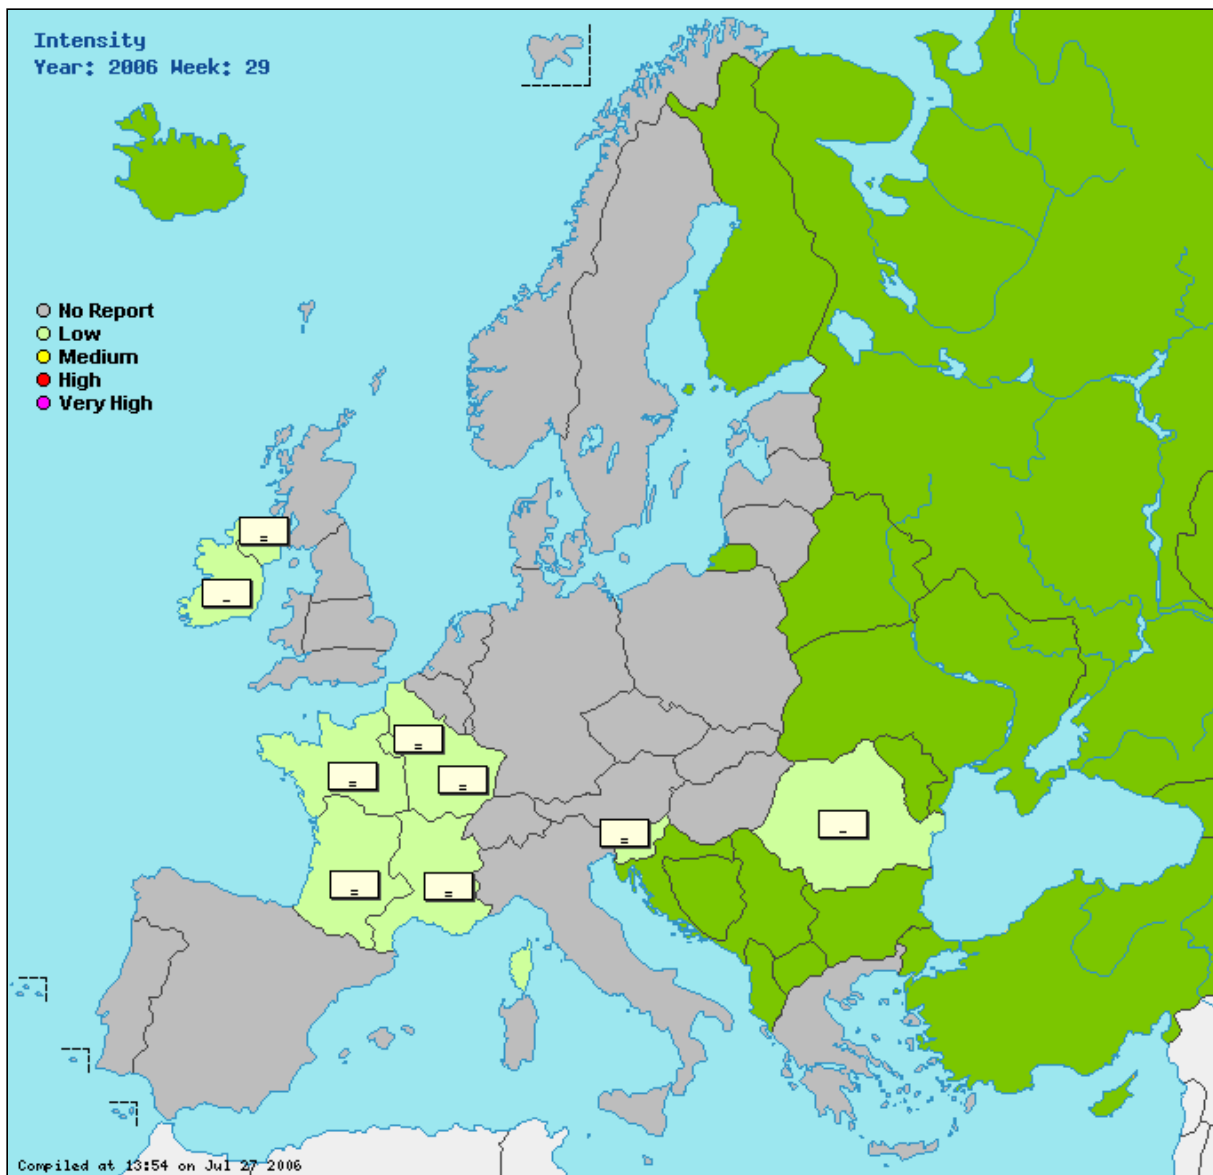 Intensity
Year: 2006 Week: 29
No Report
Low
Medium
High
Very High
=
-
=
=
=
=
-
=
=
Compiled at 13:54 on Jul 27 2006